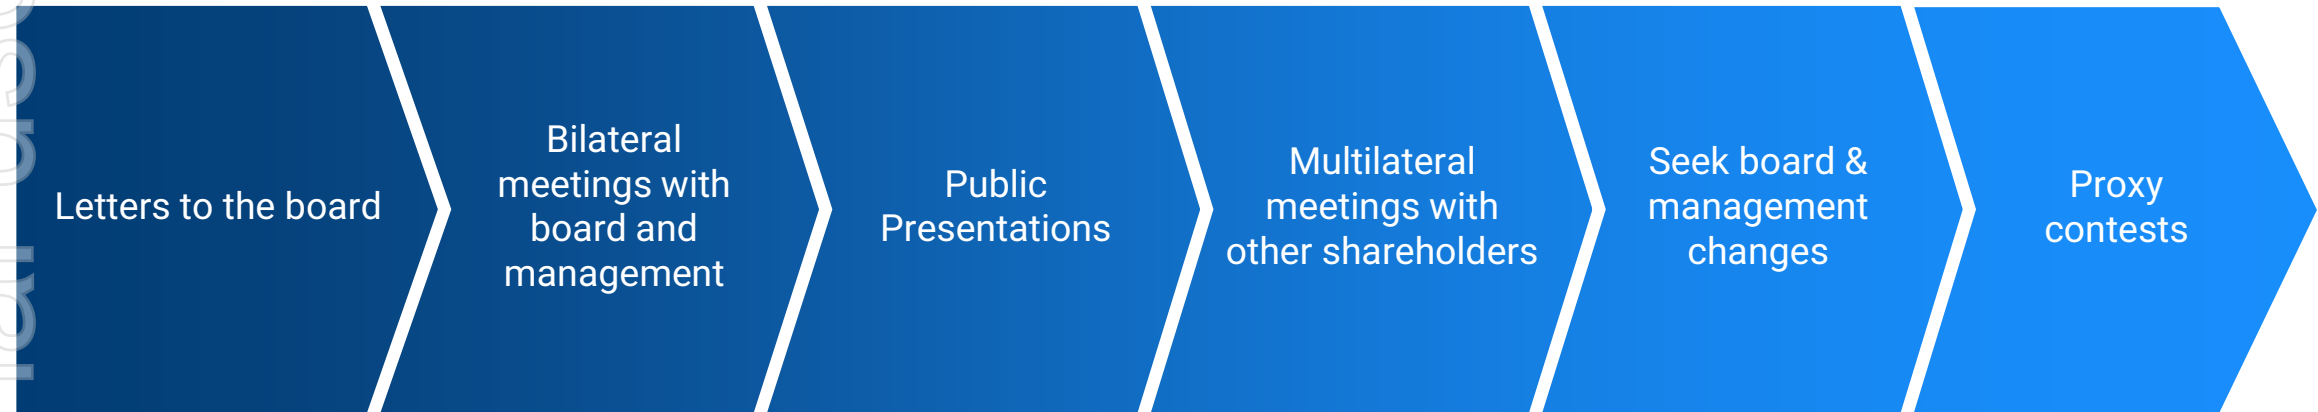 Letters to the board
Bilateral
meetings with
board and
management
Public
Presentations
Multilateral
meetings with
other shareholders
Seek board &
management
changes
Proxy
contests